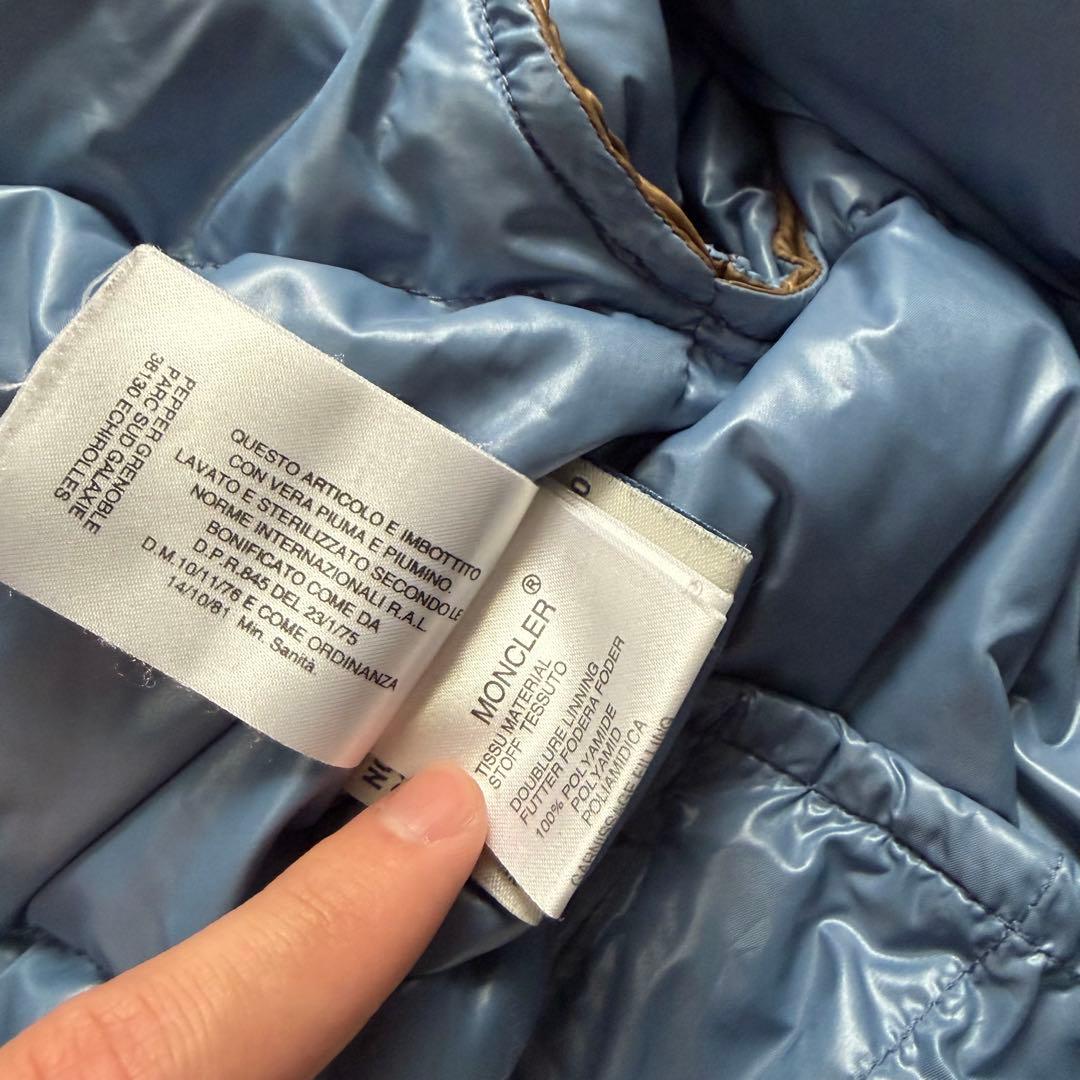 PEPPER GRENOBLE
PARC SUD GALAXIE
38130 ECHIROLLES
QUESTO ARTICOLO E IMBOTTITO
CON VERA PIUMA E PIUMINO.
LAVATO E STERILIZZATO SECONDO LE
NORME INTERNAZIONALI R.A.L.
BONIFICATO COME DA
D.P.R.845 DEL 23/1/75
D.M.10/11/76 E COME ORDINANZA
14/10/81 Min. Sanità.
MONCLER®
TISSU MATERIAL
STOFF TESSUTO
DOUBLURE LINNING
FUTTER FODERA FODER
100% POLYAMIDE
POLYAMID
POLIAMIDICA